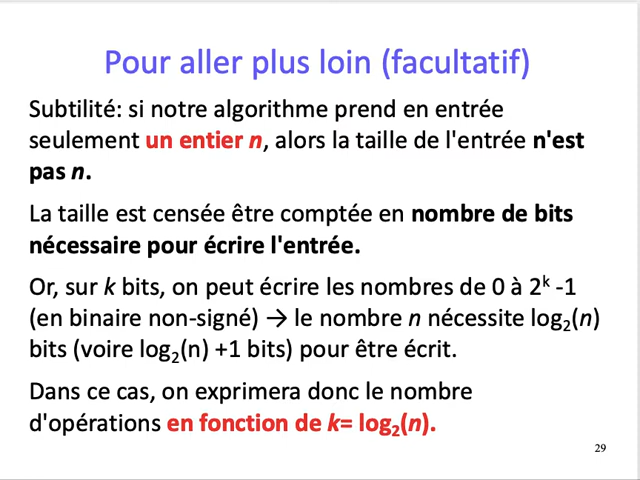 Pour aller plus loin (facultatif)
Subtilité: si notre algorithme prend en entrée
seulement un entier n, alors la taille de l'entrée n'est
pas n.
La taille est censée être comptée en nombre de bits
nécessaire pour écrire l'entrée.
Or, sur k bits, on peut écrire les nombres de 0 à 2ᵏ -1
(en binaire non-signé) → le nombre n nécessite log₂(n)
bits (voire log₂(n) +1 bits) pour être écrit.
Dans ce cas, on exprimera donc le nombre
d'opérations en fonction de k= log₂(n).
29